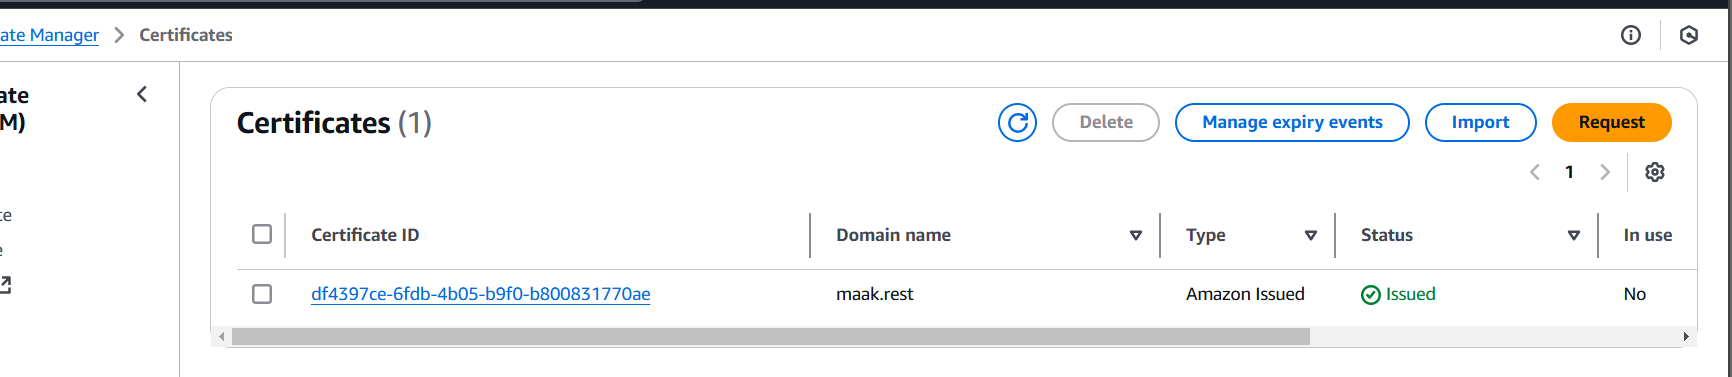 ate Manager > Certificates
ate
M)
te
e
Certificates (1)
Delete
Manage expiry events
Import
Request
1
Certificate ID
Domain name
Type
Status
In use
df4397ce-6fdb-4b05-b9f0-b800831770ae
maak.rest
Amazon Issued
Issued
No